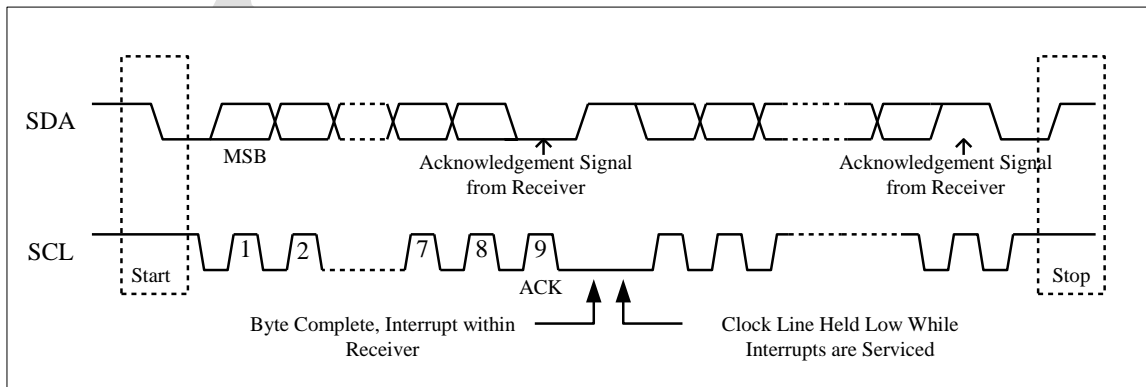 SDA
MSB
Acknowledgement Signal
from Receiver
Acknowledgement Signal
from Receiver
SCL
1 2 7 8 9
Start
ACK
Stop
Byte Complete, Interrupt within
Receiver
Clock Line Held Low While
Interrupts are Serviced